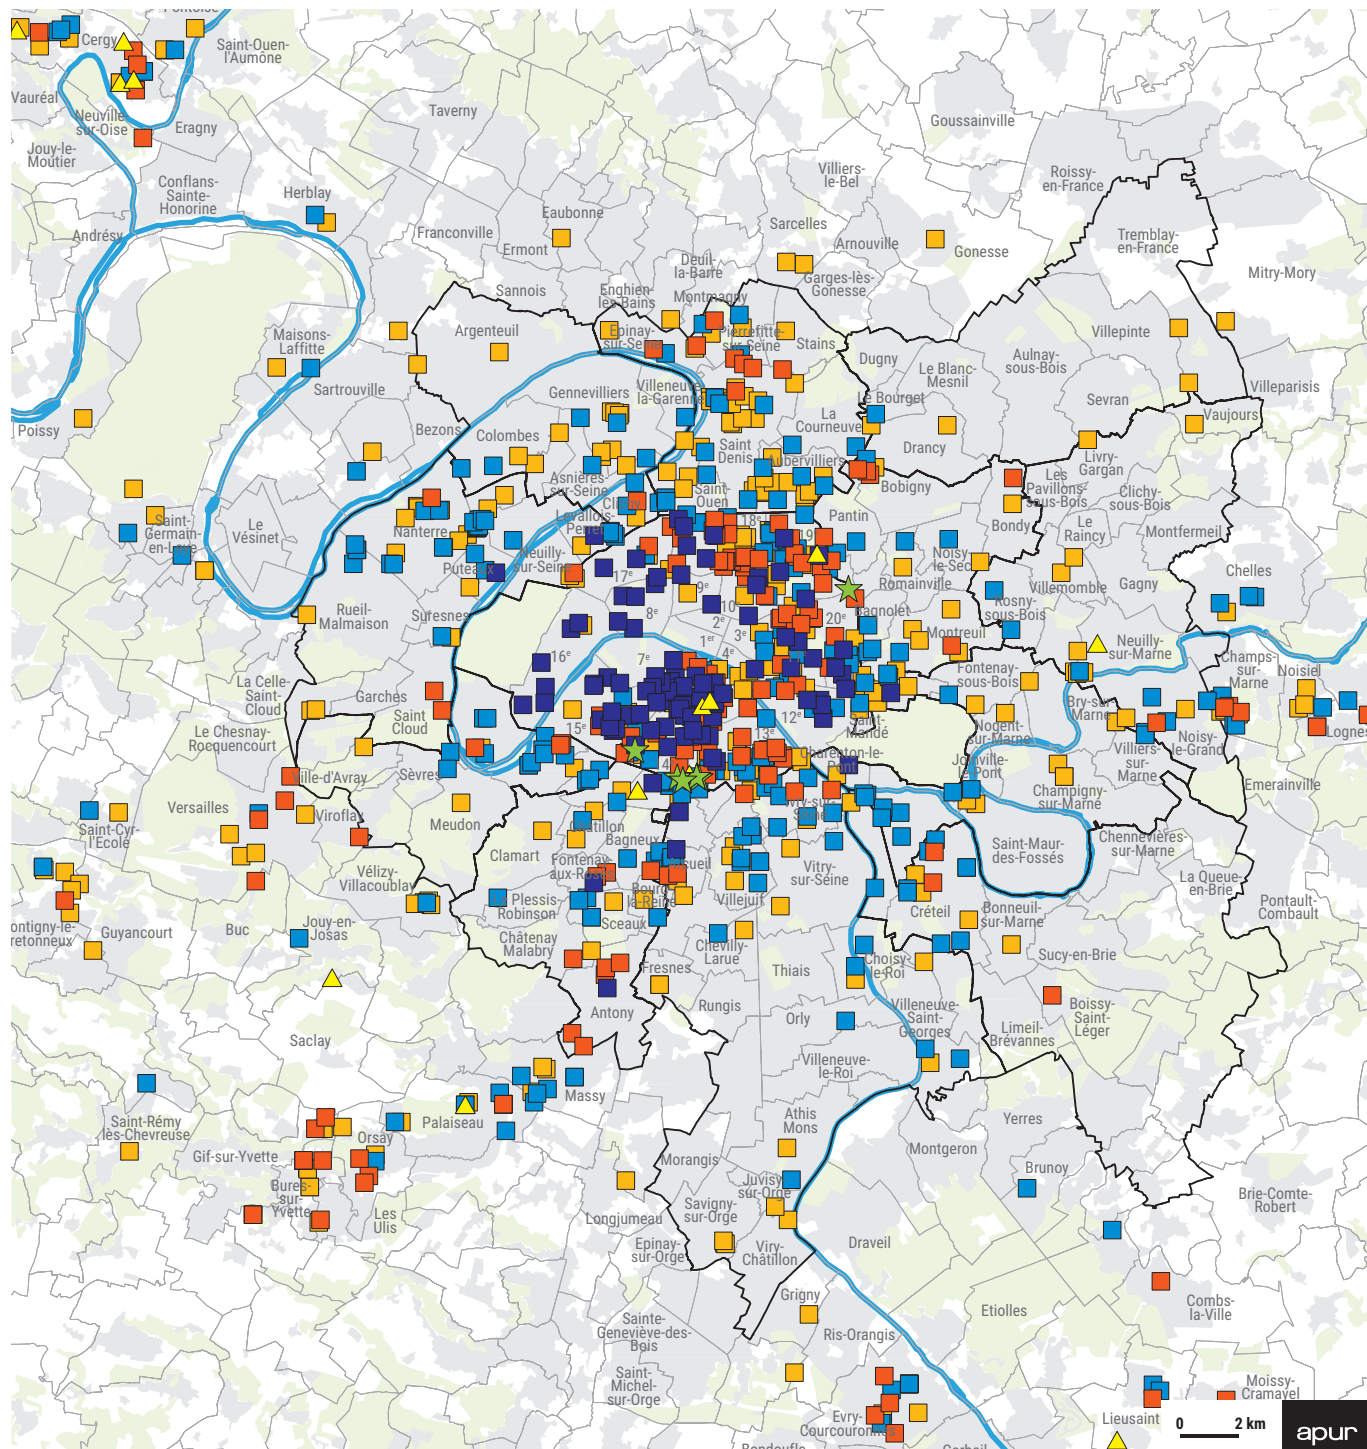 Pontoise
Saint-Ouen-
l'Aumône
Cergy
Vauréal
Neuville
sur-Oise
Eragny
Jouy-le-
Moutier
Conflans-
Sainte-
Honorine
Herblay
Andrésy
Taverny
Goussainville
Villiers-
le-Bel
Roissy-
en-France
Eaubonne
Franconville
Ermont
Sarcelles
Arnouville
Gonesse
Tremblay-
en-France
Mitry-Mory
Deuil-
la-Barre
Garges-lès-
Gonesse
Sannois
Enghien-
les-Bains
Montmagny
Argenteuil
Epinay-
sur-Seine
Pierrefitte-
sur-Seine
Stains
Villepinte
Maisons-
Laffitte
Sartrouville
Dugny
Le Blanc-
Mesnil
Aulnay-
sous-Bois
Sevran
Villeparisis
Gennevilliers
Villeneuve-
la-Garenne
Le Bourget
La
Courneuve
Vaujours
Poissy
Bezons
Colombes
Saint
Denis
Drancy
Livry-
Gargan
Aubervilliers
Asnières-
sur-Seine
Saint-
Ouen
Bobigny
Les
Pavillons-
sous-Bois
Clichy-
sous-Bois
Clichy
Levallois-
Perret
Pantin
Bondy
Le
Raincy
Montfermeil
Saint-
Germain-
en-Laye
Le
Vésinet
Nanterre
18e
19e
Neuilly-
sur-Seine
Puteaux
Noisy-
le-Sec
Romainville
Villemomble
Gagny
Chelles
17e
9e
10e
8e
2e
3e
1er
4e
20e
Bagnolet
Rosny-
sous-Bois
Rueil-
Malmaison
Suresnes
Montreuil
Neuilly-
sur-Marne
16e
7e
Fontenay-
sous-Bois
Champs-
sur-
Marne
Noisiel
La Celle-
Saint-
Cloud
Garches
Saint
Cloud
Bry-sur-
Marne
Le Chesnay-
Rocquencourt
15e
12e
Saint-
Mandé
Nogent-
sur-Marne
Lognes
13e
Charenton-le-
Pont
Joinville-
le-Pont
Villiers-
sur-
Marne
Noisy-
le-Grand
Sèvres
Ville-d'Avray
Emerainville
Versailles
Viroflay
Meudon
Ivry-sur-
Seine
Champigny-
sur-Marne
Saint-Cyr-
l'Ecole
Châtillon
Bagneux
Chennevières-
sur-Marne
Saint-Maur-
des-Fossés
Clamart
Fontenay-
aux-Roses
Vitry-
sur-Seine
Vélizy-
Villacoublay
Bourg-
la-Reine
Villejuif
La Queue-
en-Brie
Le Plessis-
Robinson
Sceaux
Créteil
Bonneuil-
sur-Marne
Pontault-
Combault
Guyancourt
Buc
Jouy-en-
Josas
Châtenay
Malabry
Chevilly-
Larue
Sucy-en-Brie
Fresnes
Thiais
Choisy-
le-Roi
Antony
Rungis
Orly
Villeneuve-
Saint-
Georges
Boissy-
Saint-
Léger
Limeil-
Brévannes
Saclay
Villeneuve-
le-Roi
Massy
Saint-Rémy
lès-Chevreuse
Palaiseau
Athis
Mons
Yerres
Orsay
Gif-sur-Yvette
Montgeron
Morangis
Brunoy
Bures-
sur-
Yvette
Juvisy-
sur-Orge
Brie-Comte-
Robert
Les
Ulis
Longjumeau
Savigny-
sur-Orge
Epinay-
sur-Orge
Viry-
Châtillon
Draveil
Grigny
Etiolles
Combs-
la-Ville
Sainte-
Geneviève-des-
Bois
Ris-Orangis
Saint-
Michel-
sur-Orge
Moissy-
Cramayel
Evry-
Courcouronnes
Lieusaint
0 2 km
apur